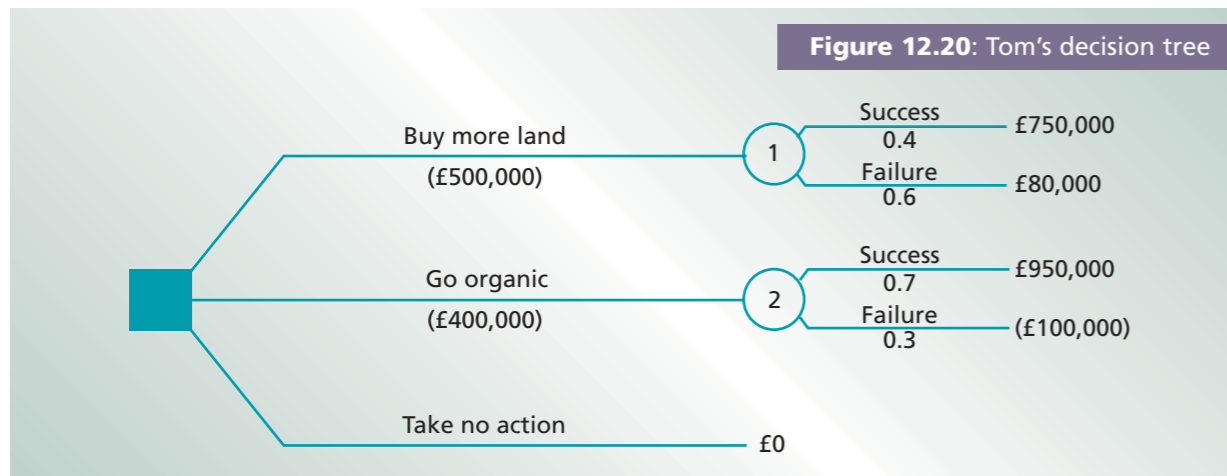 Figure 12.20: Tom’s decision tree
Buy more land
(£500,000)
1
Success
0.4
£750,000
Failure
0.6
£80,000
Go organic
(£400,000)
2
Success
0.7
£950,000
Failure
0.3
(£100,000)
Take no action
£0